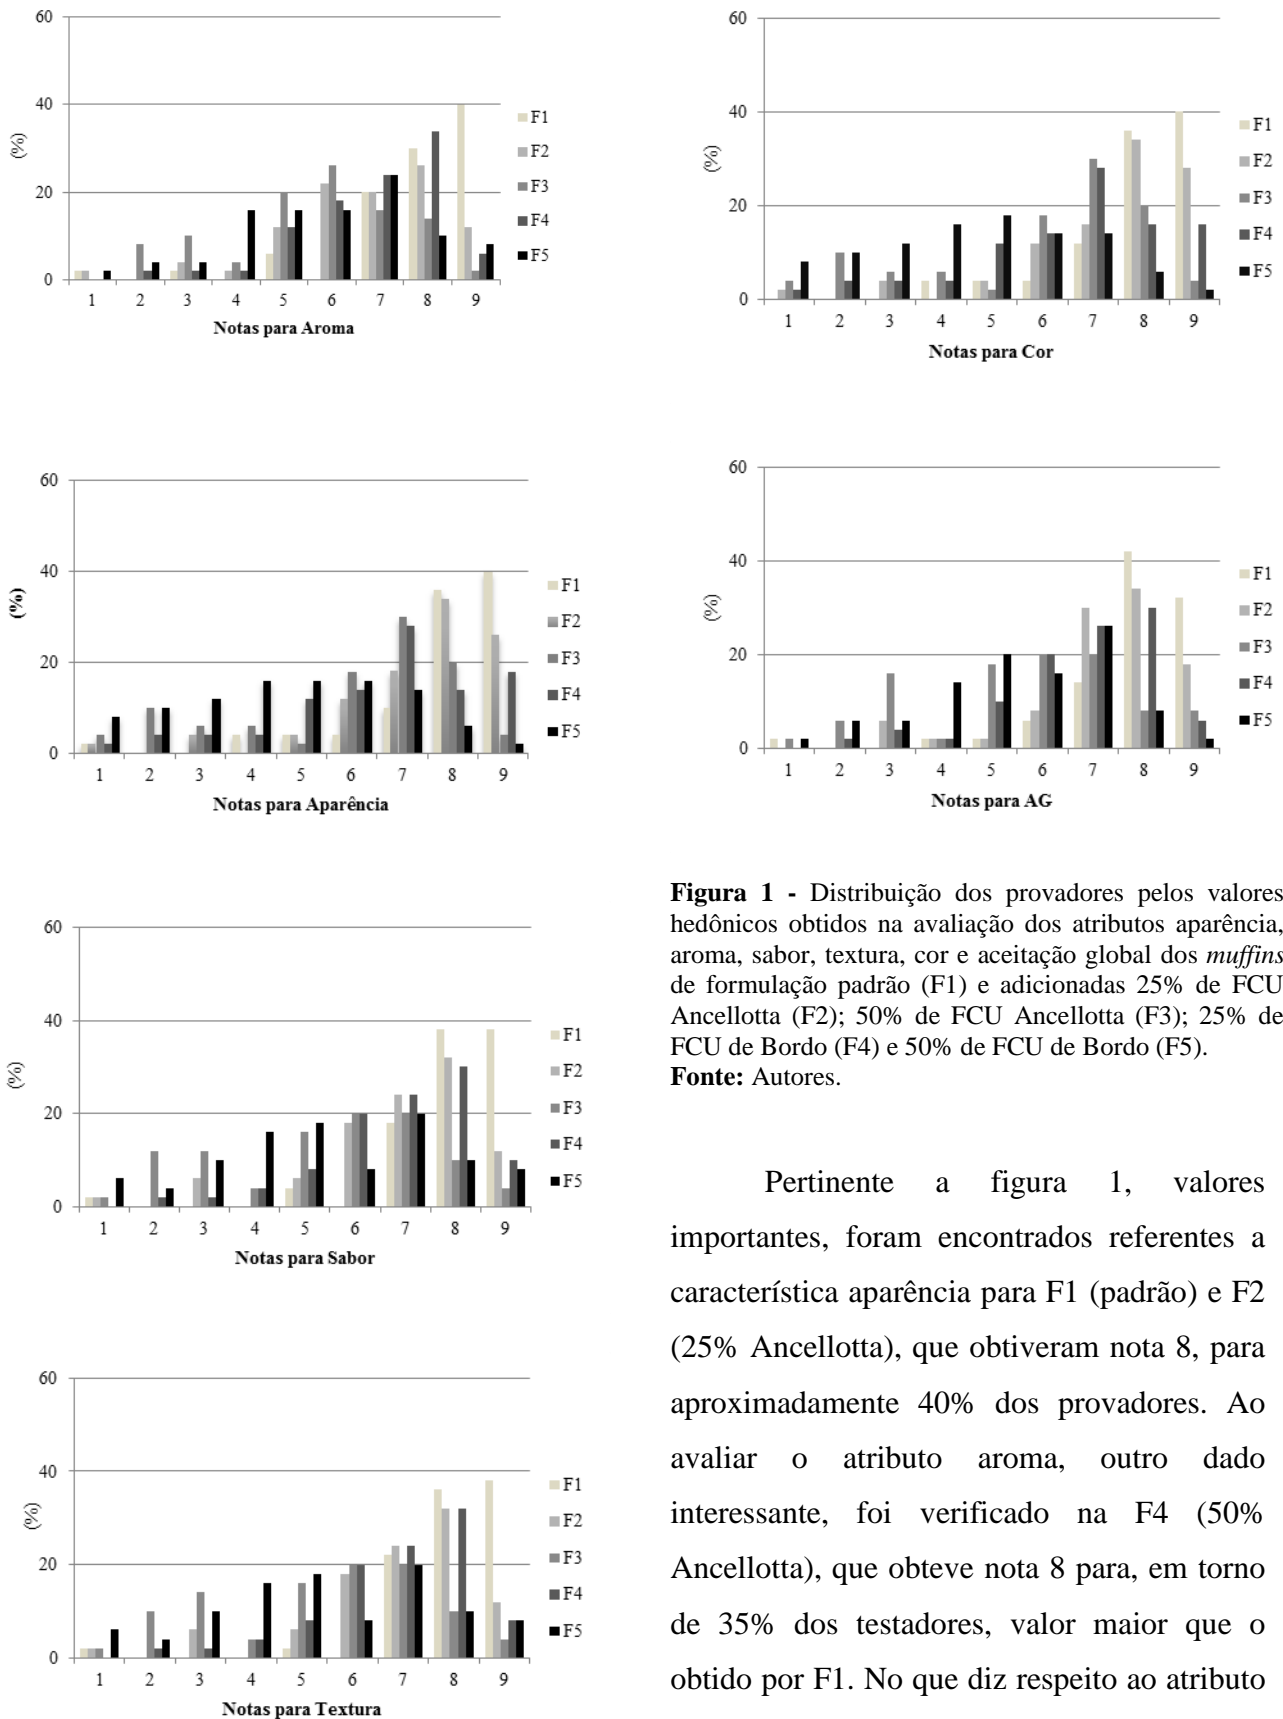 60
40
20
0
(%)
1 2 3 4 5 6 7 8 9
Notas para Aroma
F1
F2
F3
F4
F5
60
40
20
0
(%)
1 2 3 4 5 6 7 8 9
Notas para Cor
F1
F2
F3
F4
F5
60
40
20
0
(%)
1 2 3 4 5 6 7 8 9
Notas para Aparência
F1
F2
F3
F4
F5
60
40
20
0
(%)
1 2 3 4 5 6 7 8 9
Notas para AG
F1
F2
F3
F4
F5
60
40
20
0
(%)
1 2 3 4 5 6 7 8 9
Notas para Sabor
F1
F2
F3
F4
F5
60
40
20
0
(%)
1 2 3 4 5 6 7 8 9
Notas para Textura
F1
F2
F3
F4
F5
Figura 1 - Distribuição dos provadores pelos valores
hedônicos obtidos na avaliação dos atributos aparência,
aroma, sabor, textura, cor e aceitação global dos muffins
de formulação padrão (F1) e adicionadas 25% de FCU
Ancellotta (F2); 50% de FCU Ancellotta (F3); 25% de
FCU de Bordo (F4) e 50% de FCU de Bordo (F5).
Fonte: Autores.
Pertinente a figura 1, valores
importantes, foram encontrados referentes a
característica aparência para F1 (padrão) e F2
(25% Ancellotta), que obtiveram nota 8, para
aproximadamente 40% dos provadores. Ao
avaliar o atributo aroma, outro dado
interessante, foi verificado na F4 (50%
Ancellotta), que obteve nota 8 para, em torno
de 35% dos testadores, valor maior que o
obtido por F1. No que diz respeito ao atributo